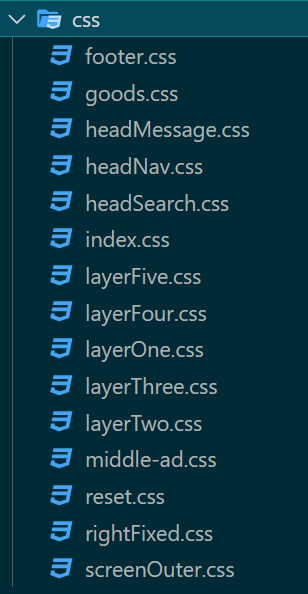 css
footer.css
goods.css
headMessage.css
headNav.css
headSearch.css
index.css
layerFive.css
layerFour.css
layerOne.css
layerThree.css
layerTwo.css
middle-ad.css
reset.css
rightFixed.css
screenOuter.css